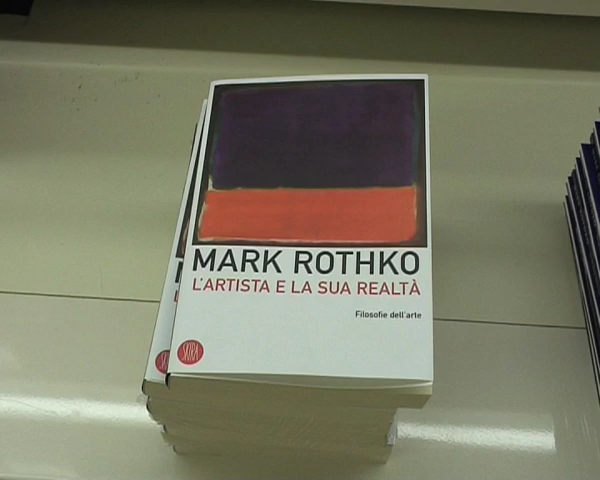 MARK ROTHKO
L'ARTISTA E LA SUA REALTÀ
Filosofie dell'arte
SKIRA